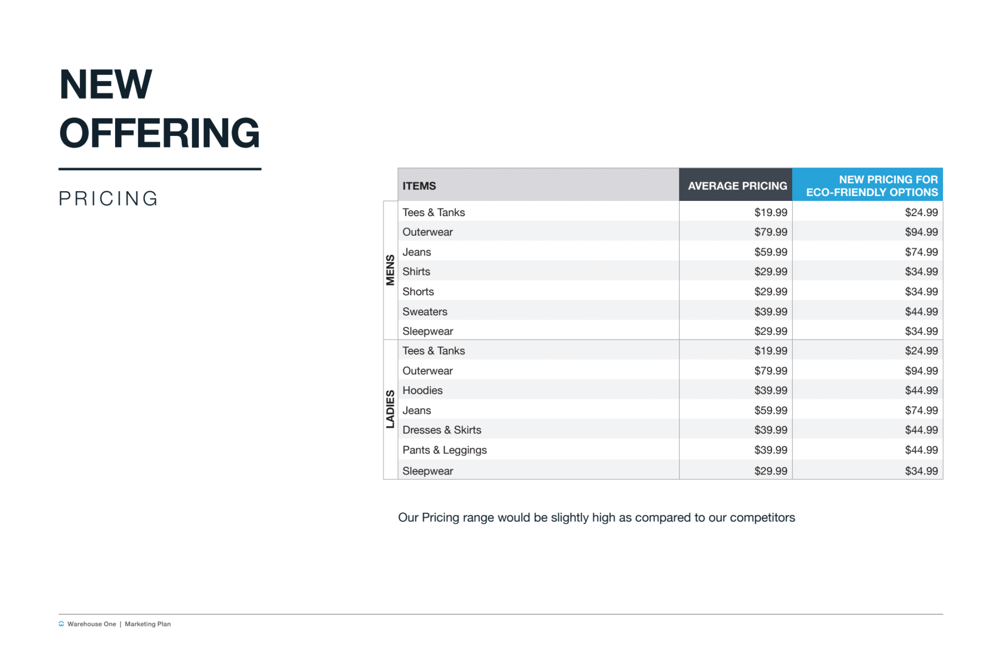 NEW
OFFERING
PRICING
ITEMS AVERAGE PRICING NEW PRICING FOR
ECO-FRIENDLY OPTIONS
MENS
Tees & Tanks $19.99 $24.99
Outerwear $79.99 $94.99
Jeans $59.99 $74.99
Shirts $29.99 $34.99
Shorts $29.99 $34.99
Sweaters $39.99 $44.99
Sleepwear $29.99 $34.99
LADIES
Tees & Tanks $19.99 $24.99
Outerwear $79.99 $94.99
Hoodies $39.99 $44.99
Jeans $59.99 $74.99
Dresses & Skirts $39.99 $44.99
Pants & Leggings $39.99 $44.99
Sleepwear $29.99 $34.99
Our Pricing range would be slightly high as compared to our competitors
Warehouse One | Marketing Plan